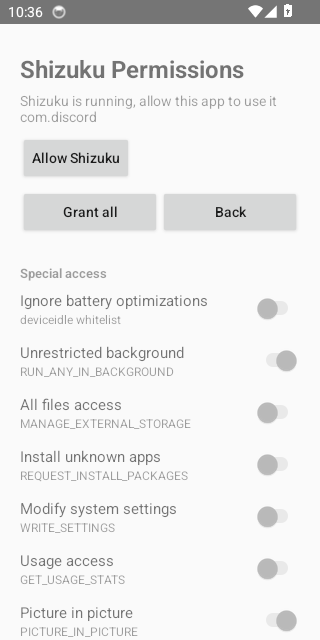 10:36
Shizuku Permissions
Shizuku is running, allow this app to use it
com.discord
Allow Shizuku
Grant all
Back
Special access
Ignore battery optimizations
deviceidle whitelist
Unrestricted background
RUN_ANY_IN_BACKGROUND
All files access
MANAGE_EXTERNAL_STORAGE
Install unknown apps
REQUEST_INSTALL_PACKAGES
Modify system settings
WRITE_SETTINGS
Usage access
GET_USAGE_STATS
Picture in picture
PICTURE_IN_PICTURE